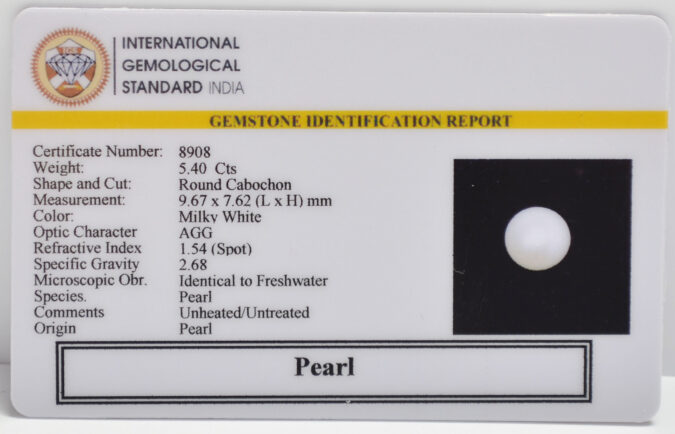 INTERNATIONAL
GEMOLOGICAL
STANDARD INDIA
GEMSTONE IDENTIFICATION REPORT
Certificate Number: 8908
Weight: 5.40 Cts
Shape and Cut: Round Cabochon
Measurement: 9.67 x 7.62 (L x H) mm
Color: Milky White
Optic Character AGG
Refractive Index 1.54 (Spot)
Specific Gravity 2.68
Microscopic Obr. Identical to Freshwater
Species. Pearl
Comments Unheated/Untreated
Origin Pearl
Pearl